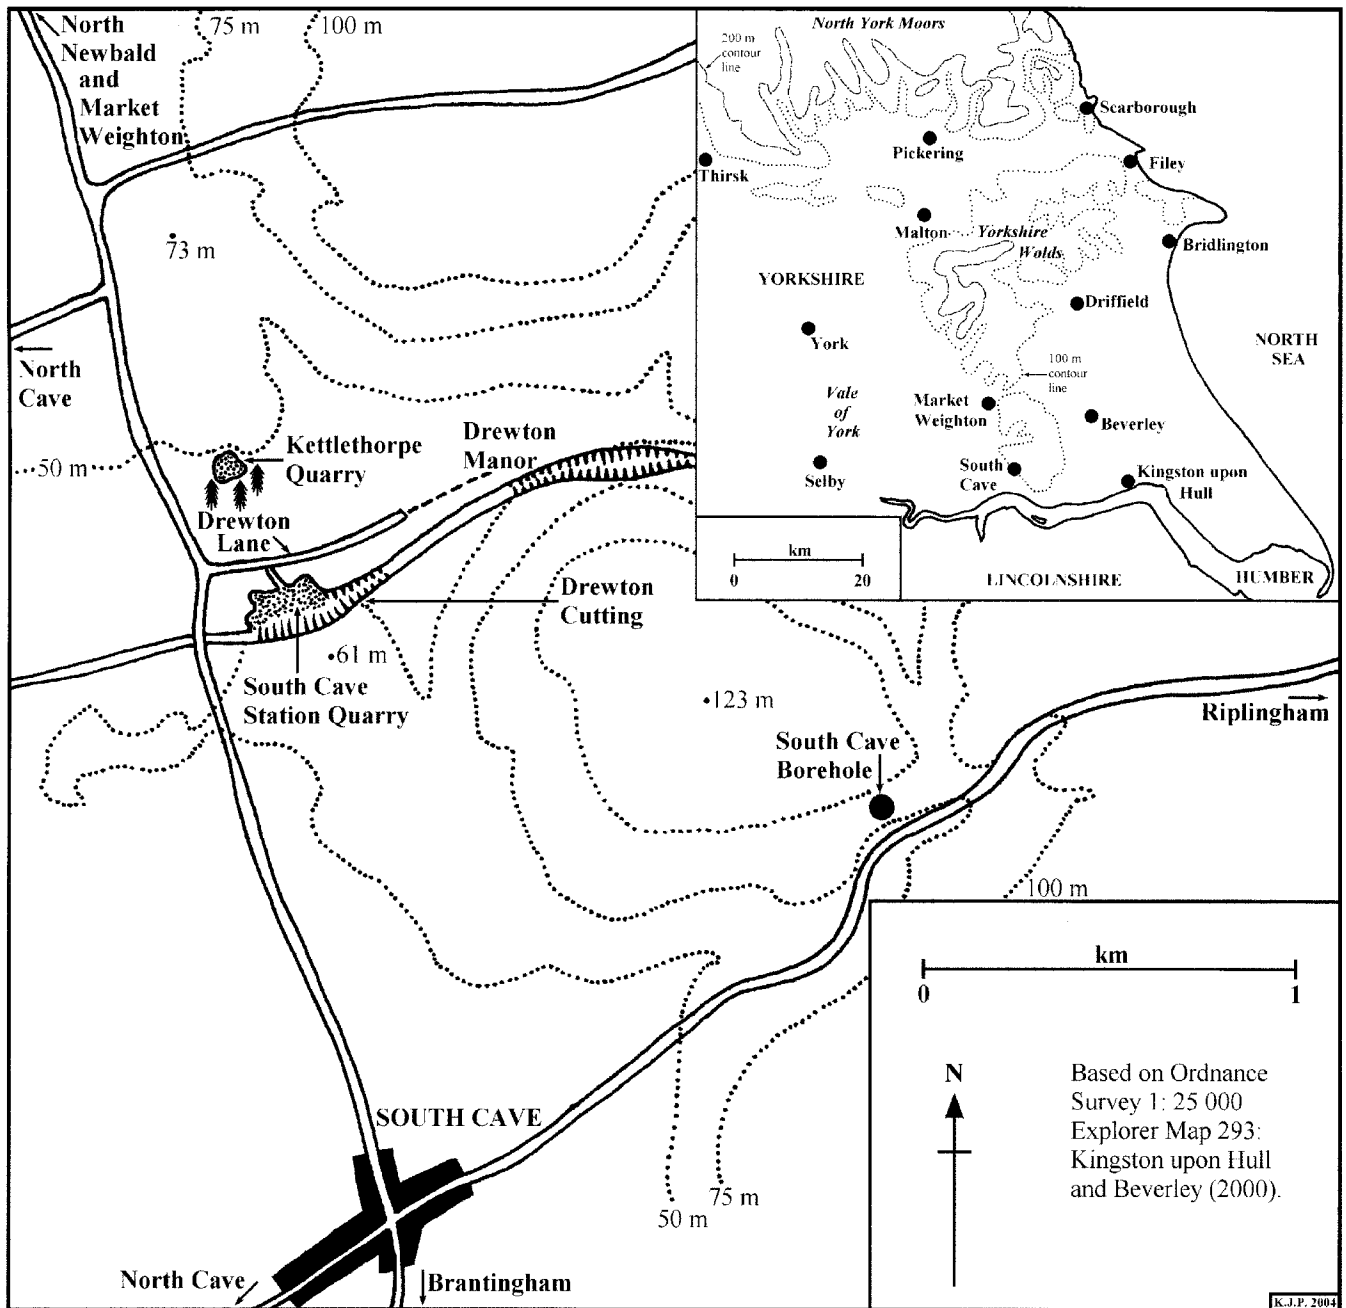 North
Newbald
and
Market
Weighton
75 m
100 m
73 m
North
Cave
50 m
Kettlethorpe
Quarry
Drewton
Manor
Drewton
Lane
Drewton
Cutting
61 m
South Cave
Station Quarry
123 m
South Cave
Borehole
Riplingham
100 m
SOUTH CAVE
75 m
50 m
North Cave
Brantingham
North York Moors
200 m
contour
line
Scarborough
Pickering
Filey
Thirsk
Malton
Yorkshire
Wolds
Bridlington
YORKSHIRE
Driffield
York
NORTH
SEA
100 m
contour
line
Vale
of
York
Market
Weighton
Beverley
South
Cave
Selby
Kingston upon
Hull
km
0 20
LINCOLNSHIRE
HUMBER
km
0 1
N
Based on Ordnance
Survey 1: 25 000
Explorer Map 293:
Kingston upon Hull
and Beverley (2000).
K.J.P. 2004